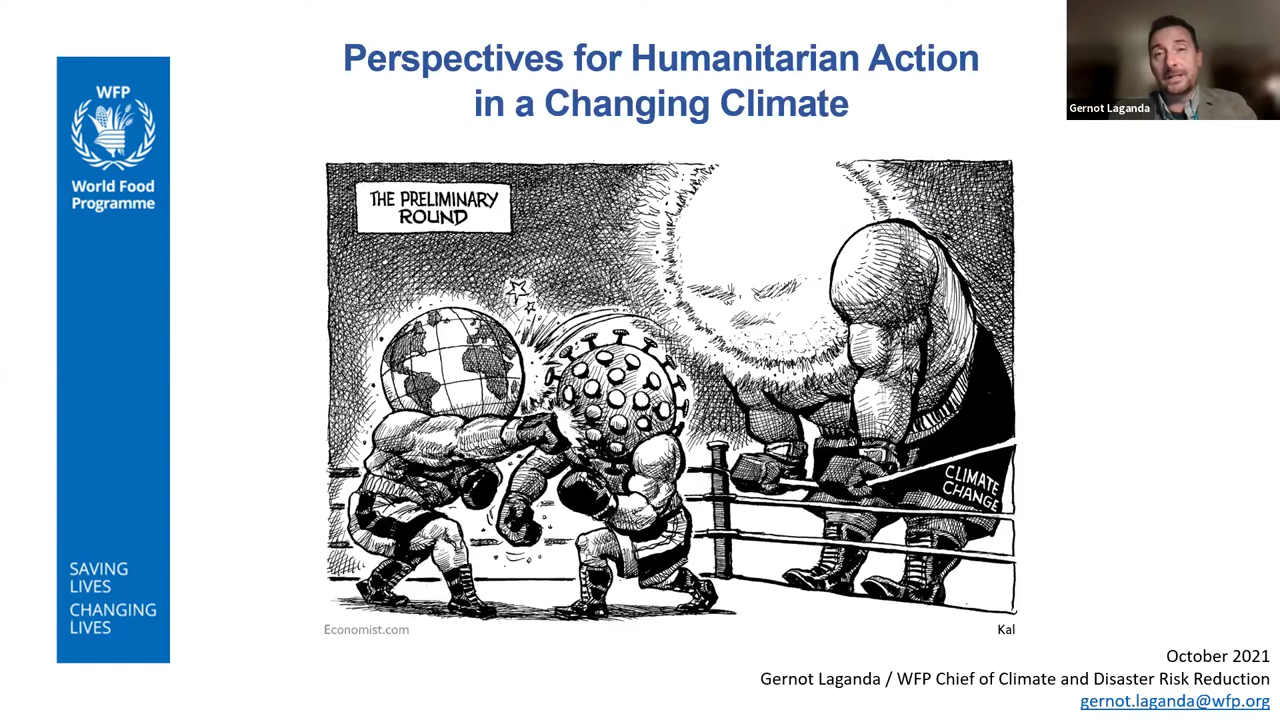 Perspectives for Humanitarian Action
in a Changing Climate
Gernot Laganda
WFP
World Food
Programme
SAVING
LIVES
CHANGING
LIVES
THE PRELIMINARY
ROUND
CLIMATE
CHANGE
Economist.com
Kal
October 2021
Gernot Laganda / WFP Chief of Climate and Disaster Risk Reduction
gernot.laganda@wfp.org